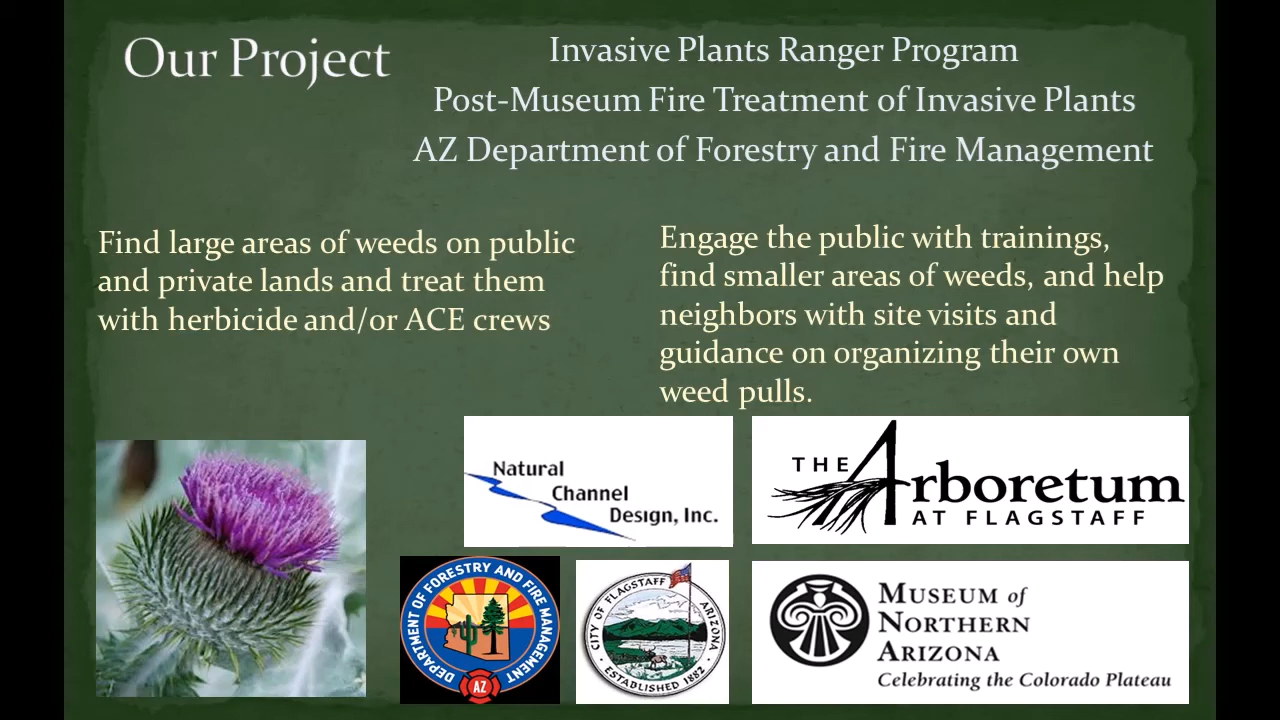 Our Project
Invasive Plants Ranger Program
Post-Museum Fire Treatment of Invasive Plants
AZ Department of Forestry and Fire Management
Find large areas of weeds on public
and private lands and treat them
with herbicide and/or ACE crews
Engage the public with trainings,
find smaller areas of weeds, and help
neighbors with site visits and
guidance on organizing their own
weed pulls.
Natural
Channel
Design, Inc.
THE Arboretum
AT FLAGSTAFF
DEPARTMENT OF FORESTRY AND FIRE MANAGEMENT
AZ
CITY OF FLAGSTAFF ARIZONA
ESTABLISHED 1882
MUSEUM of
NORTHERN
ARIZONA
Celebrating the Colorado Plateau